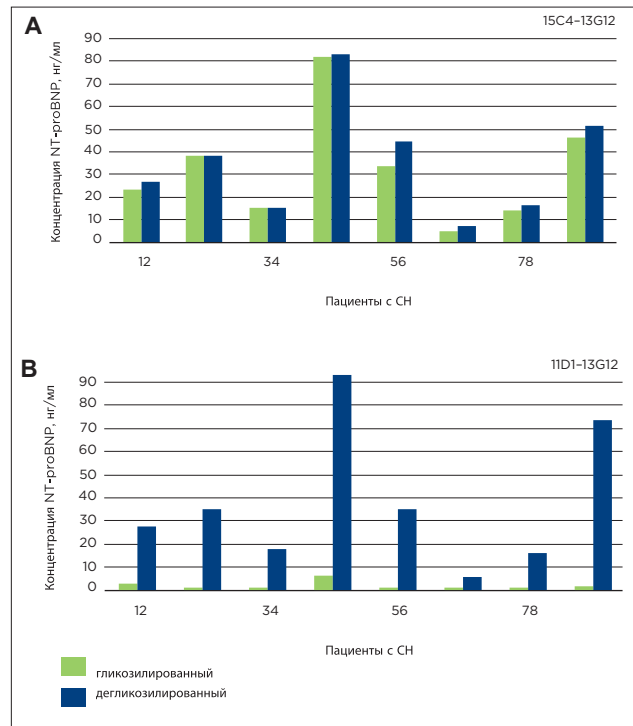 A
15C4–13G12
Концентрация NT-proBNP, нг/мл
90
80
70
60
50
40
30
20
10
0
12 34 56 78
Пациенты с СН
B
11D1–13G12
Концентрация NT-proBNP, нг/мл
90
80
70
60
50
40
30
20
10
0
12 34 56 78
Пациенты с СН
гликозилированный
дегликозилированный